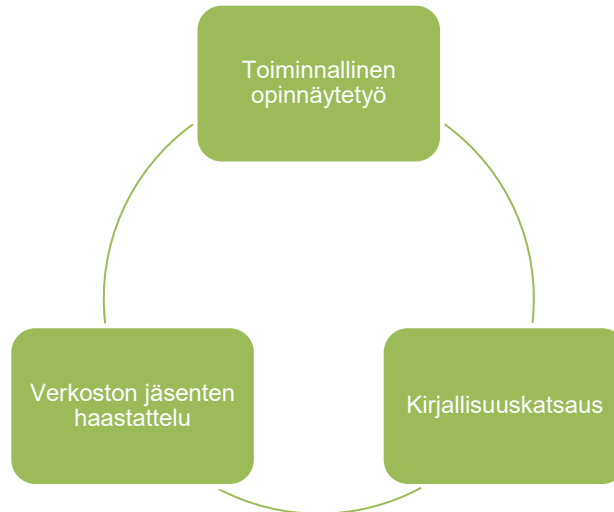 Toiminnallinen
opinnäytetyö
Verkoston jäsenten
haastattelu
Kirjallisuuskatsaus